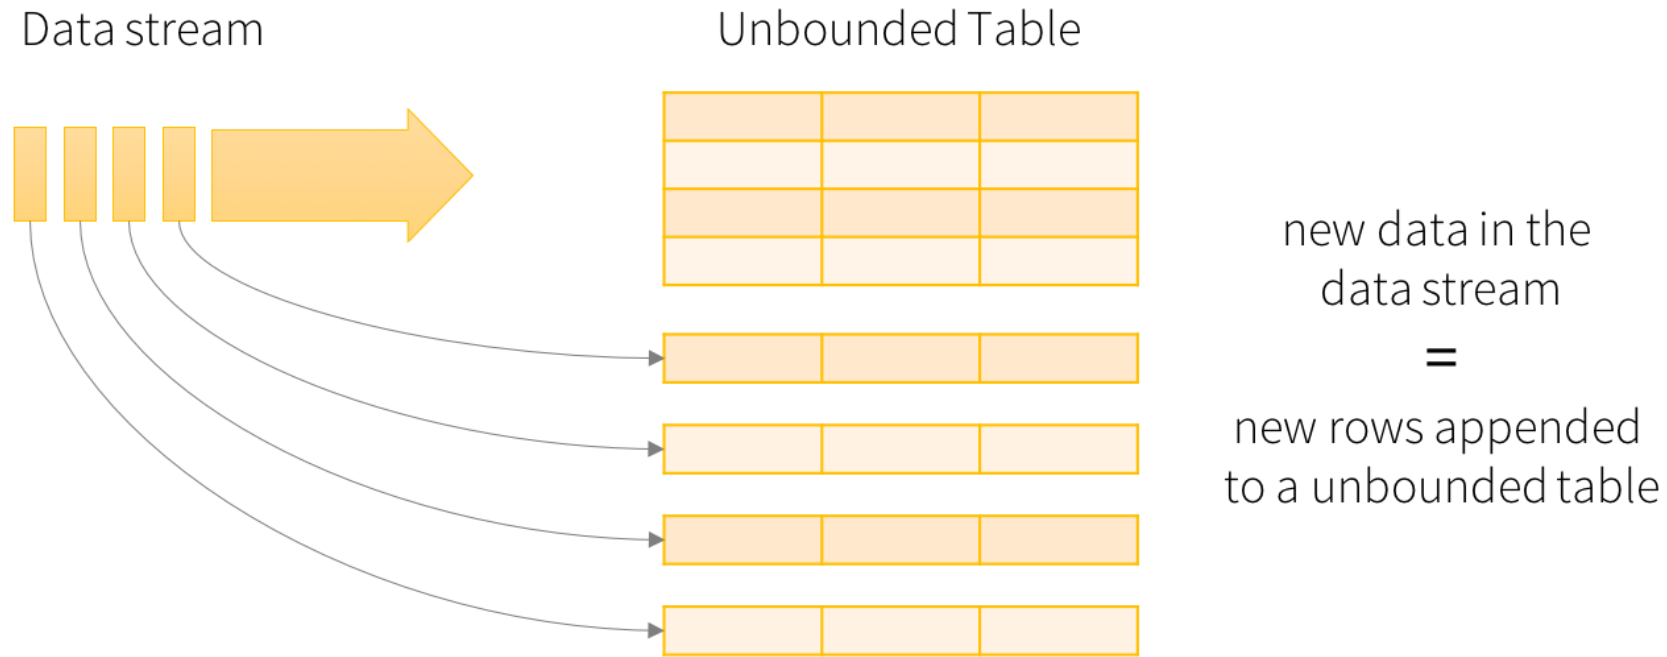 Data stream
Unbounded Table
new data in the
data stream
=
new rows appended
to a unbounded table